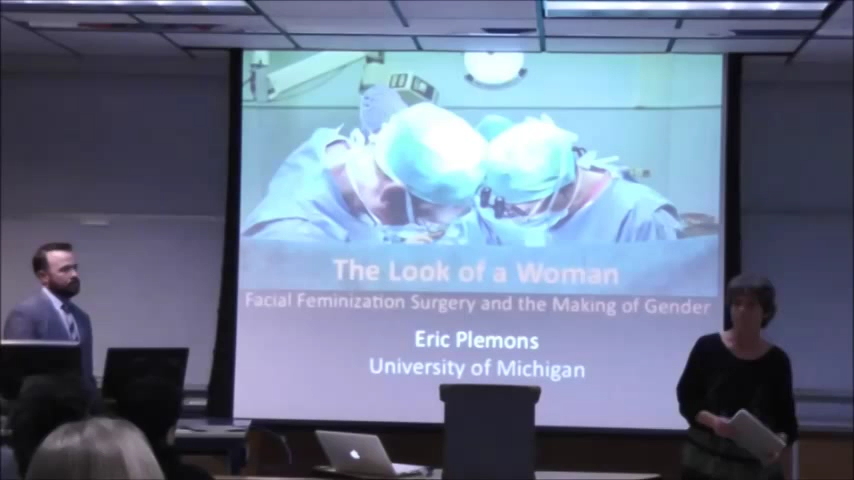 The Look of a Woman
Facial Feminization Surgery and the Making of Gender
Eric Plemons
University of Michigan